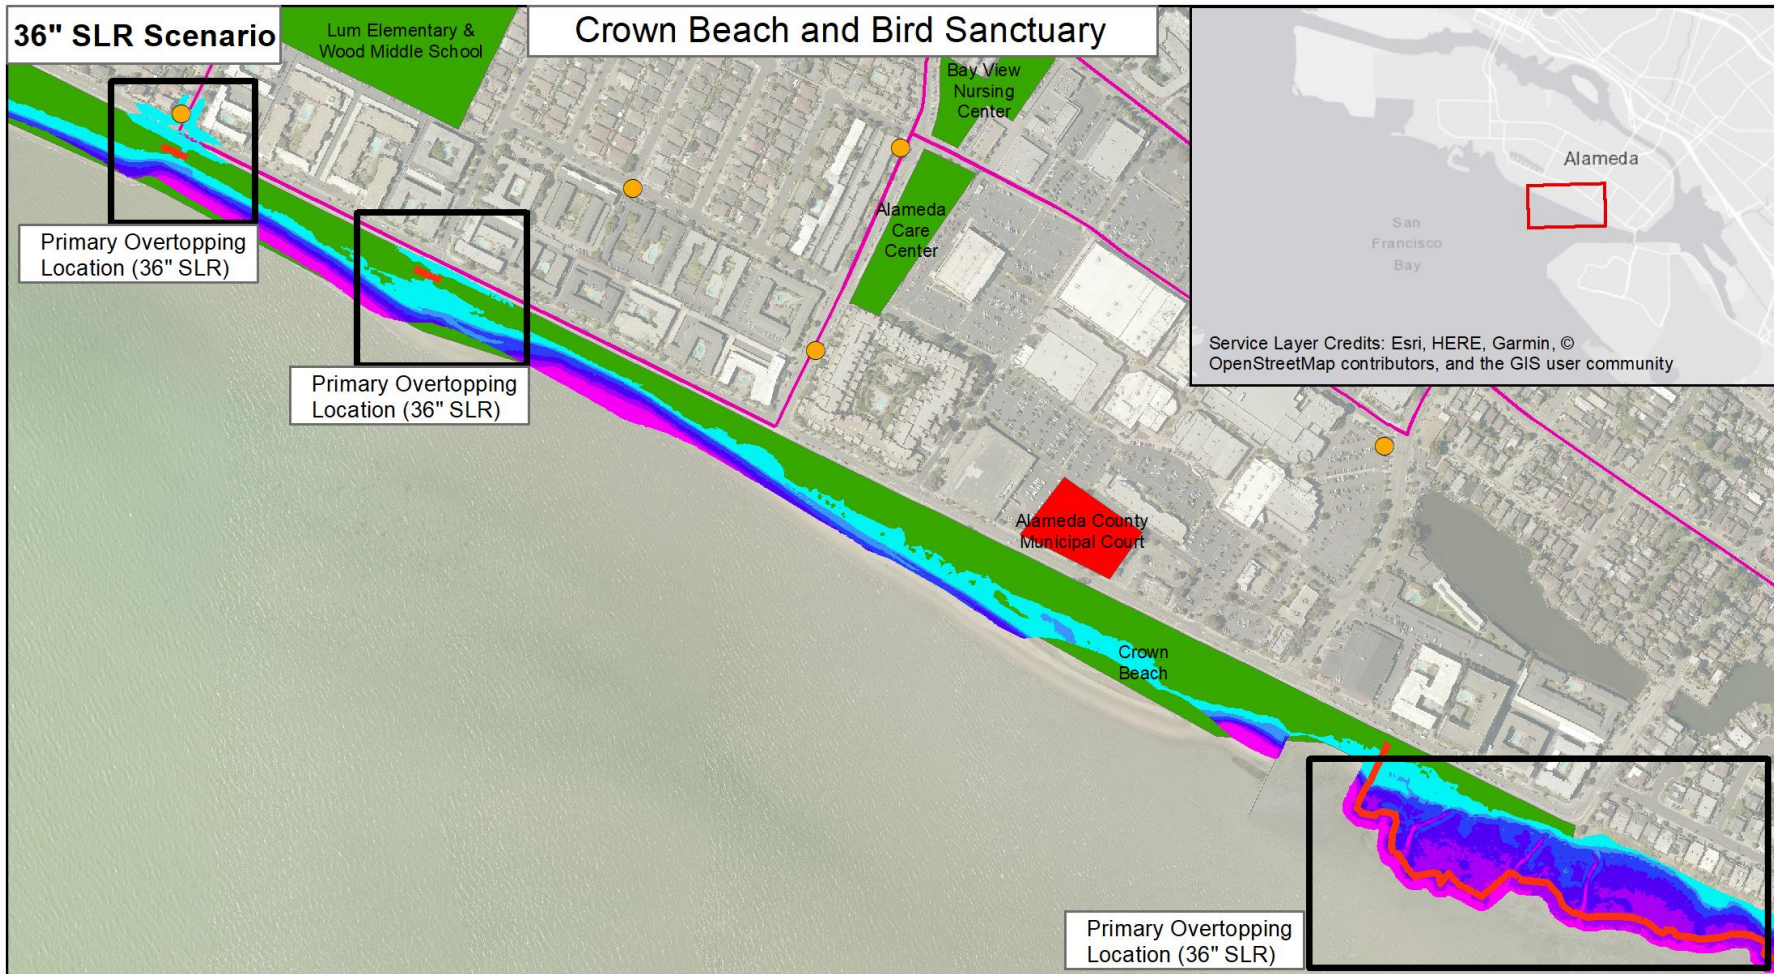 36" SLR Scenario
Lum Elementary &
Wood Middle School
Crown Beach and Bird Sanctuary
Bay View
Nursing
Center
Alameda
San
Francisco
Bay
Service Layer Credits: Esri, HERE, Garmin, ©
OpenStreetMap contributors, and the GIS user community
Primary Overtopping
Location (36" SLR)
Alameda
Care
Center
Primary Overtopping
Location (36" SLR)
Alameda County
Municipal Court
Crown
Beach
Primary Overtopping
Location (36" SLR)